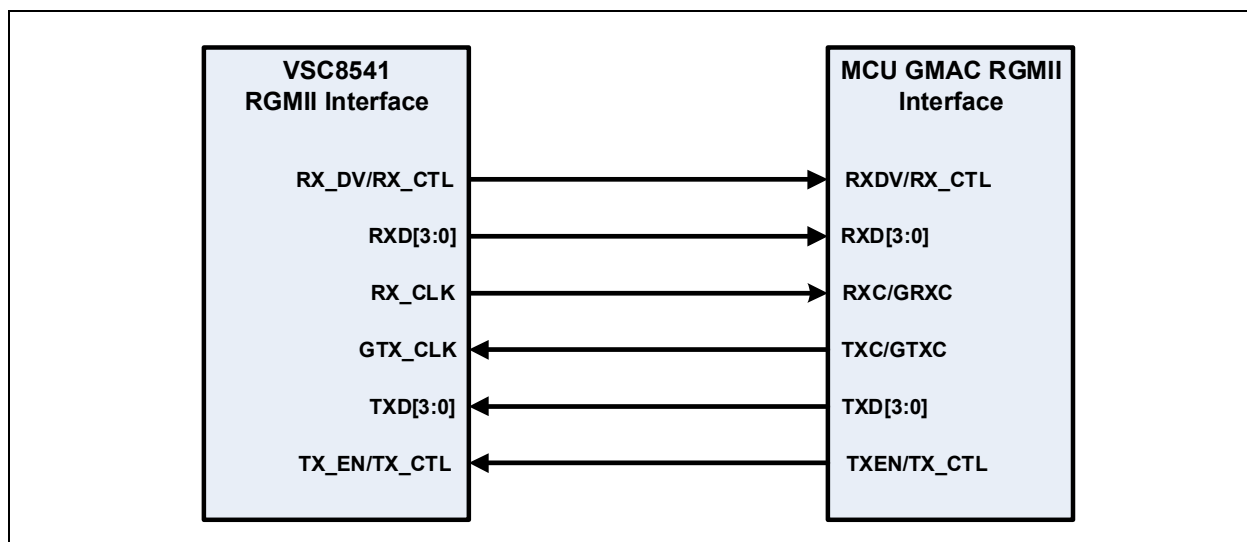 VSC8541
RGMII Interface
MCU GMAC RGMII
Interface
RX_DV/RX_CTL
RXDV/RX_CTL
RXD[3:0]
RXD[3:0]
RX_CLK
RXC/GRXC
GTX_CLK
TXC/GTXC
TXD[3:0]
TXD[3:0]
TX_EN/TX_CTL
TXEN/TX_CTL